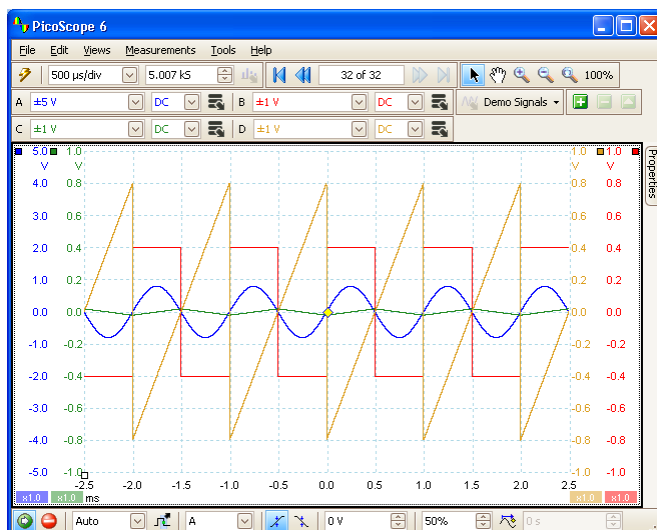 PicoScope 6
File Edit Views Measurements Tools Help
500 µs/div 5.007 kS 32 of 32 100%
A ±5 V DC B ±1 V DC Demo Signals
C ±1 V DC D ±1 V DC
5.0 1.0 1.0 1.0
V V V V
4.0 0.8 0.8 0.8
3.0 0.6 0.6 0.6
2.0 0.4 0.4 0.4
1.0 0.2 0.2 0.2
0.0 0.0 0.0 0.0
-1.0 -0.2 -0.2 -0.2
-2.0 -0.4 -0.4 -0.4
-3.0 -0.6 -0.6 -0.6
-4.0 -0.8 -0.8 -0.8
-5.0 -1.0 -1.0 -1.0
-2.5 -2.0 -1.5 -1.0 -0.5 0.0 0.5 1.0 1.5 2.0 2.5
x1.0 x1.0 ms x1.0 x1.0
Properties
Auto A 0 V 50% 0 s